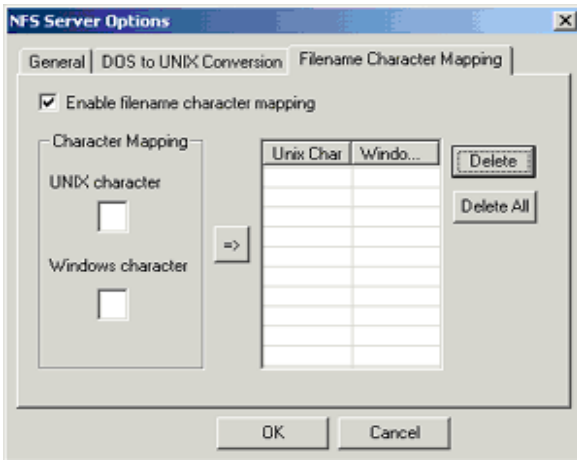 NFS Server Options
General
DOS to UNIX Conversion
Filename Character Mapping
Enable filename character mapping
Character Mapping
UNIX character
Windows character
=>
Unix Char
Windo...
Delete
Delete All
OK
Cancel